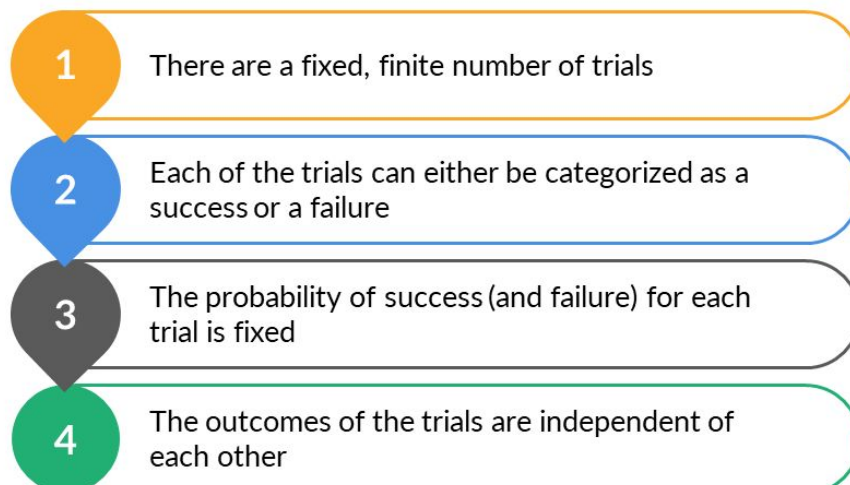 1
There are a fixed, finite number of trials
2
Each of the trials can either be categorized as a
success or a failure
3
The probability of success (and failure) for each
trial is fixed
4
The outcomes of the trials are independent of
each other